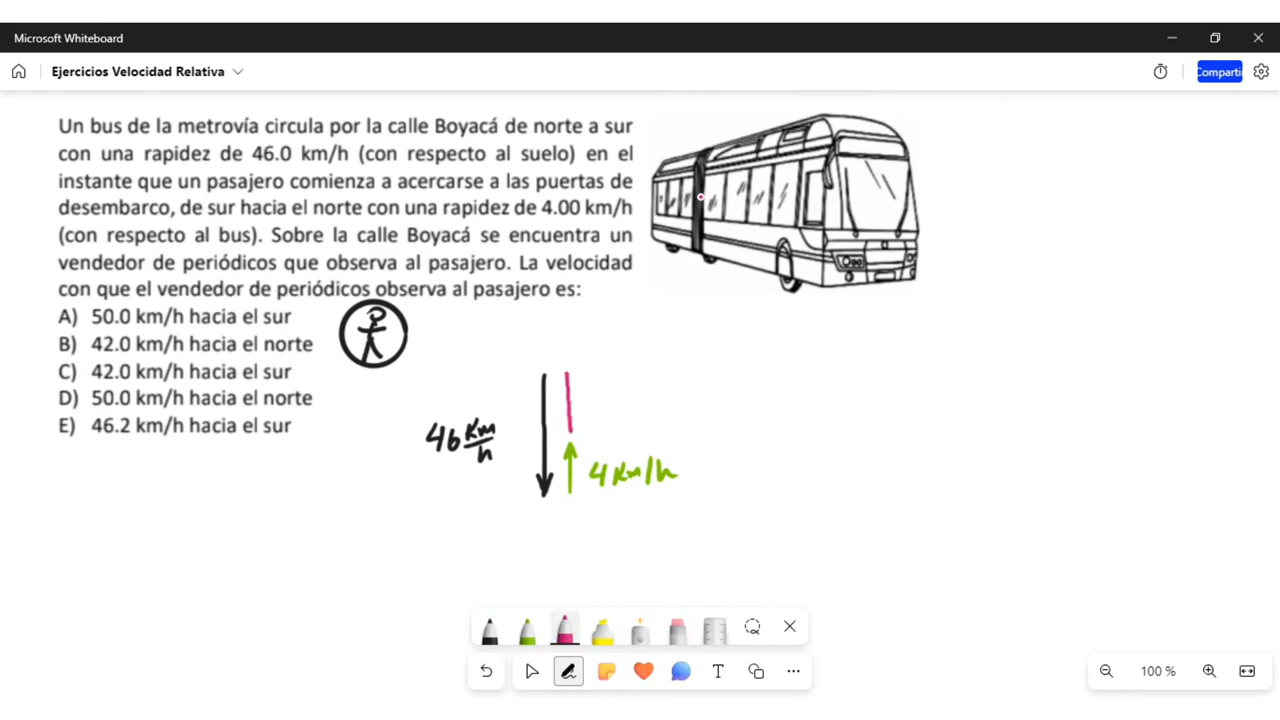 Microsoft Whiteboard
Ejercicios Velocidad Relativa
Comparti
Un bus de la metrovía circula por la calle Boyacá de norte a sur
con una rapidez de 46.0 km/h (con respecto al suelo) en el
instante que un pasajero comienza a acercarse a las puertas de
desembarco, de sur hacia el norte con una rapidez de 4.00 km/h
(con respecto al bus). Sobre la calle Boyacá se encuentra un
vendedor de periódicos que observa al pasajero. La velocidad
con que el vendedor de periódicos observa al pasajero es:
A) 50.0 km/h hacia el sur
B) 42.0 km/h hacia el norte
C) 42.0 km/h hacia el sur
D) 50.0 km/h hacia el norte
E) 46.2 km/h hacia el sur
46 Km/h
4 Km/h
100 %